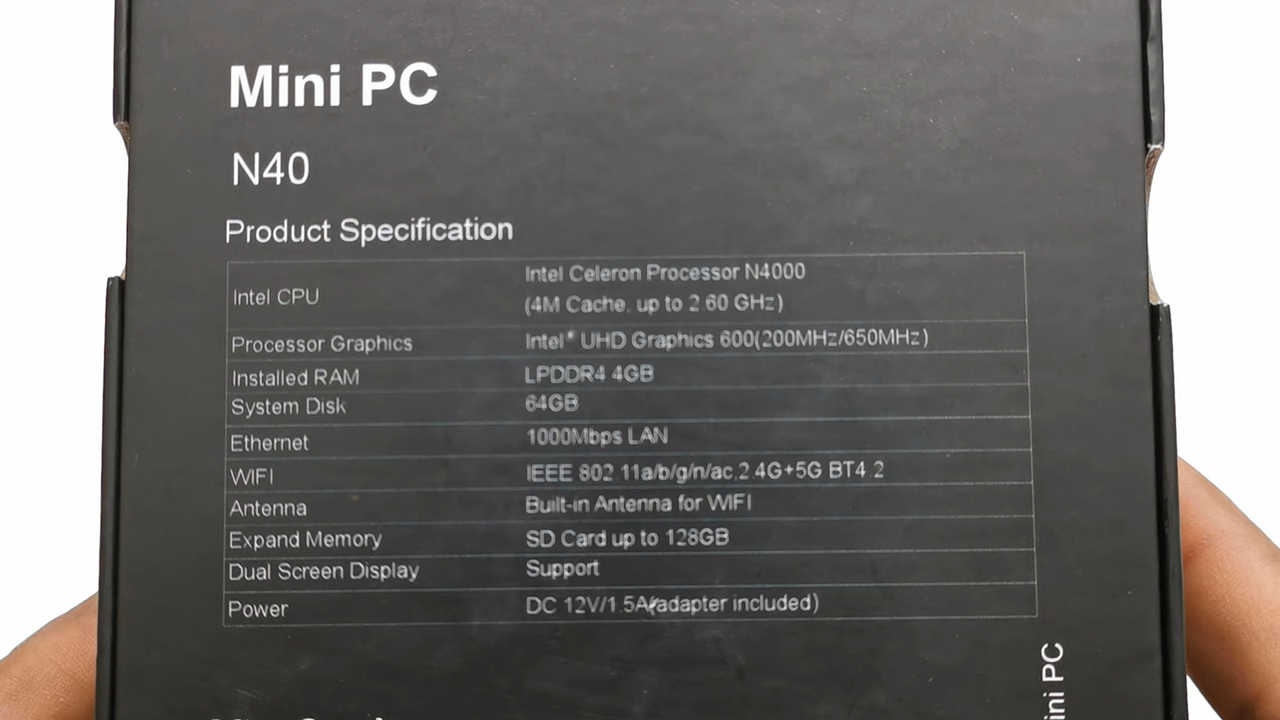 Mini PC
N40
Product Specification
Intel CPU Intel Celeron Processor N4000
(4M Cache, up to 2.60 GHz)
Processor Graphics Intel® UHD Graphics 600(200MHz/650MHz)
Installed RAM LPDDR4 4GB
System Disk 64GB
Ethernet 1000Mbps LAN
WIFI IEEE 802.11a/b/g/n/ac,2.4G+5G BT4.2
Antenna Built-in Antenna for WIFI
Expand Memory SD Card up to 128GB
Dual Screen Display Support
Power DC 12V/1.5A(adapter included)
ini PC